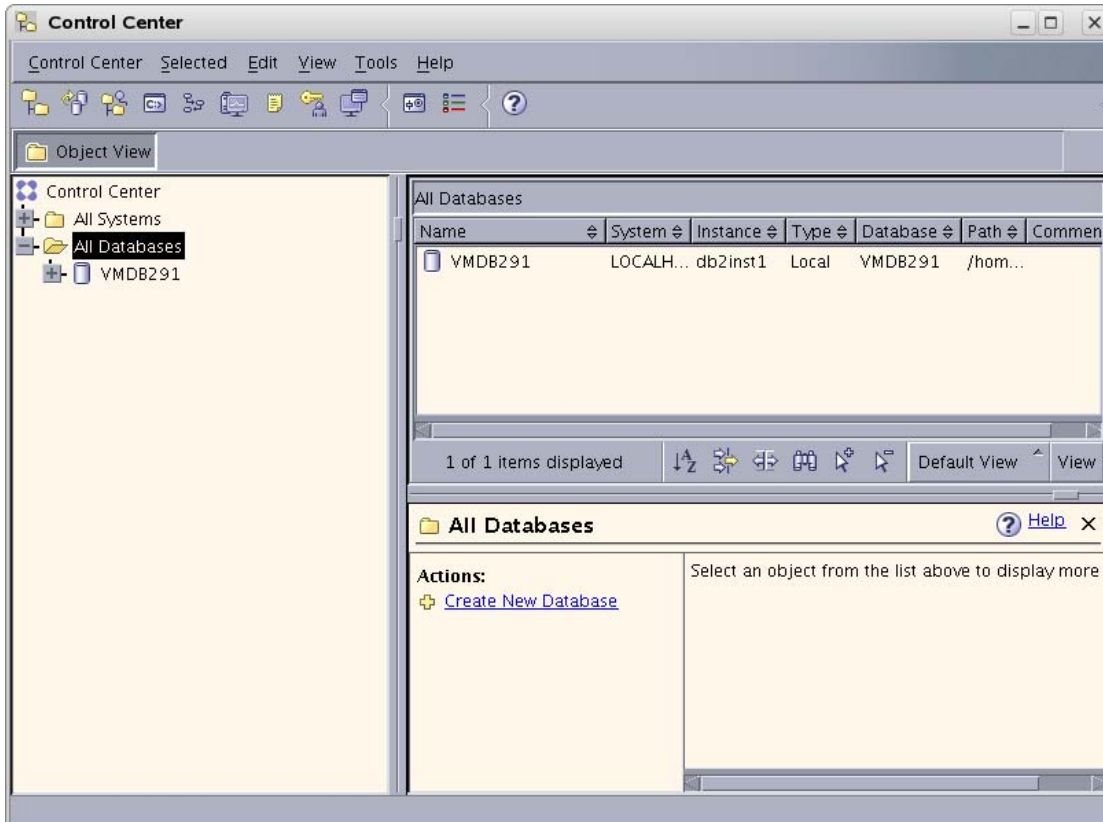 Control Center
Control Center Selected Edit View Tools Help
Object View
Control Center
All Systems
All Databases
VMDB291
All Databases
Name System Instance Type Database Path Commen
VMDB291 LOCALH... db2inst1 Local VMDB291 /hom...
1 of 1 items displayed Default View View
All Databases Help
Actions:
Create New Database
Select an object from the list above to display more